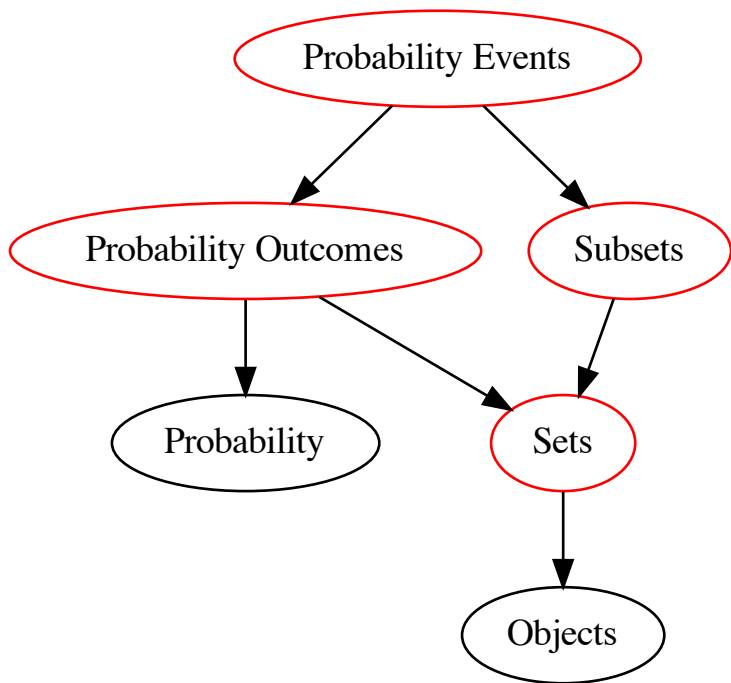 Probability Events
Probability Outcomes
Subsets
Probability
Sets
Objects